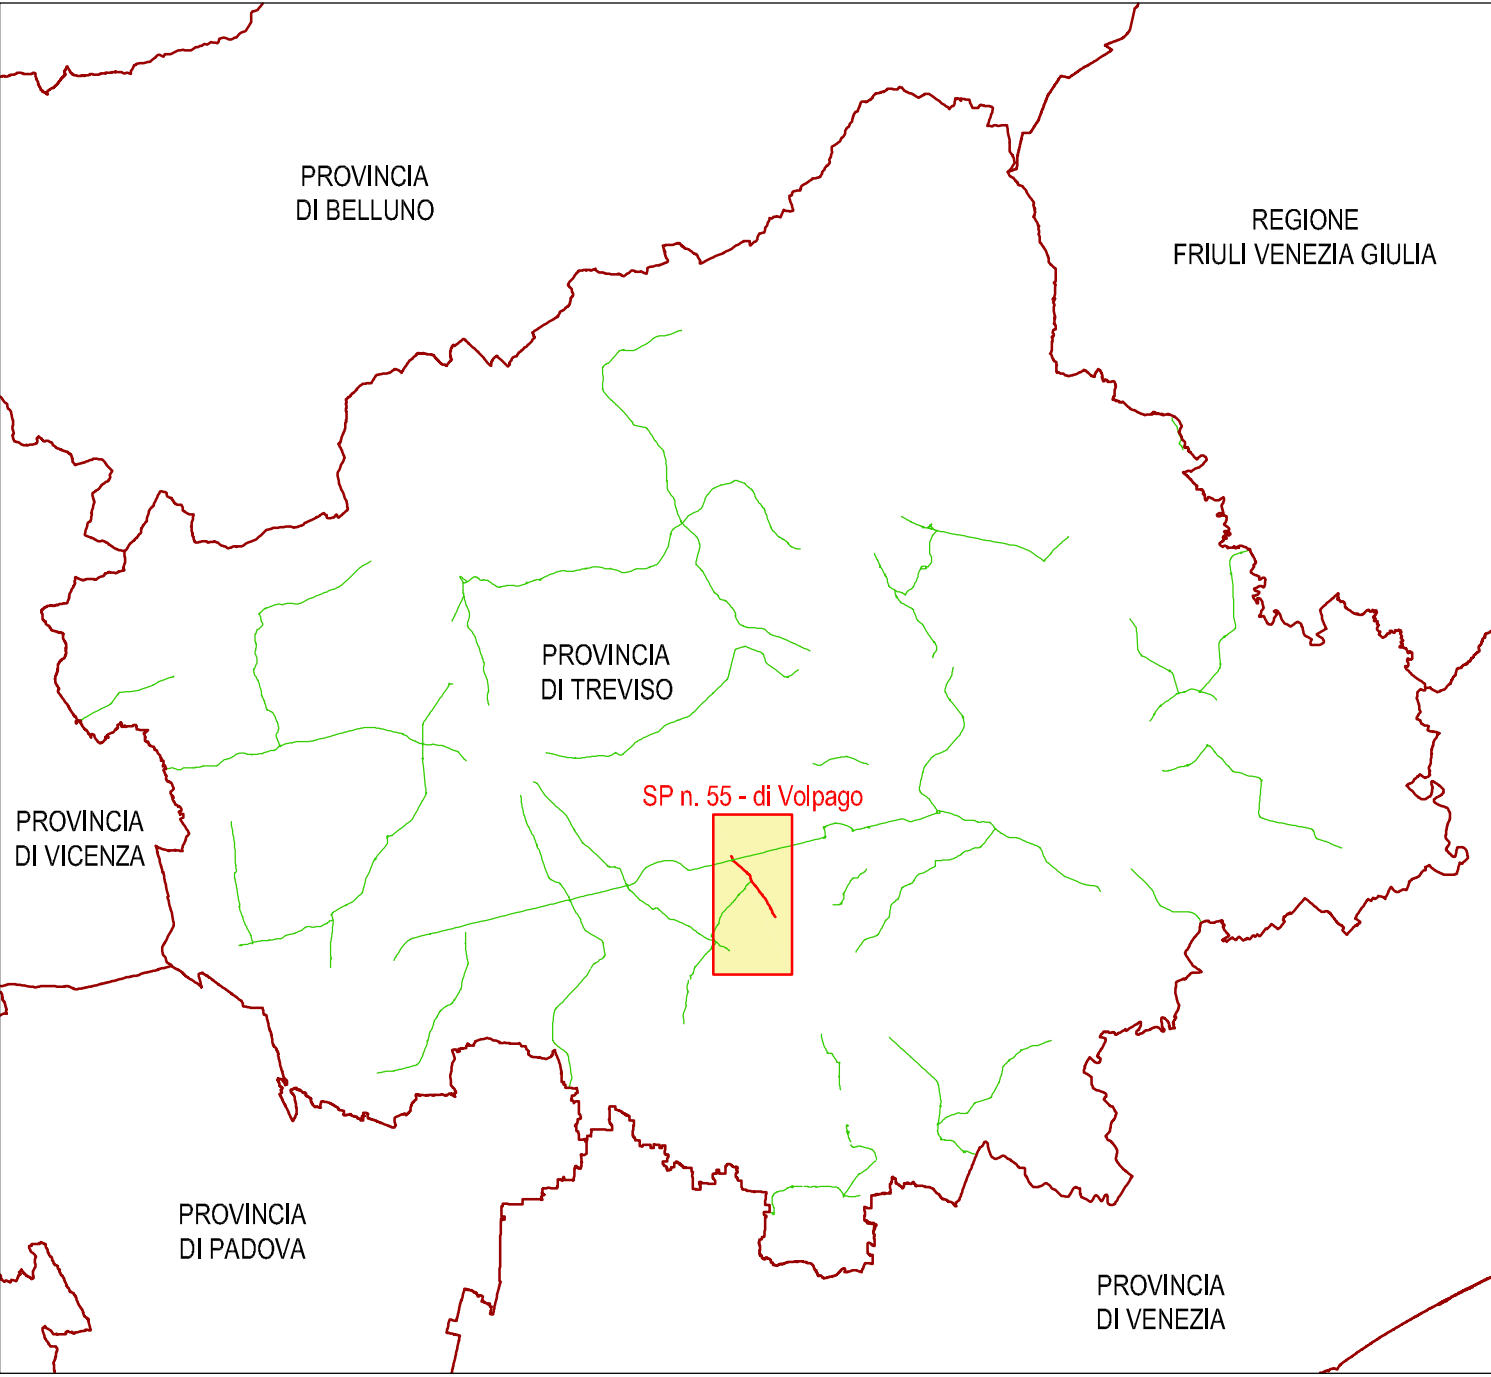 PROVINCIA
DI BELLUNO
REGIONE
FRIULI VENEZIA GIULIA
PROVINCIA
DI TREVISO
SP n. 55 - di Volpago
PROVINCIA
DI VICENZA
PROVINCIA
DI PADOVA
PROVINCIA
DI VENEZIA